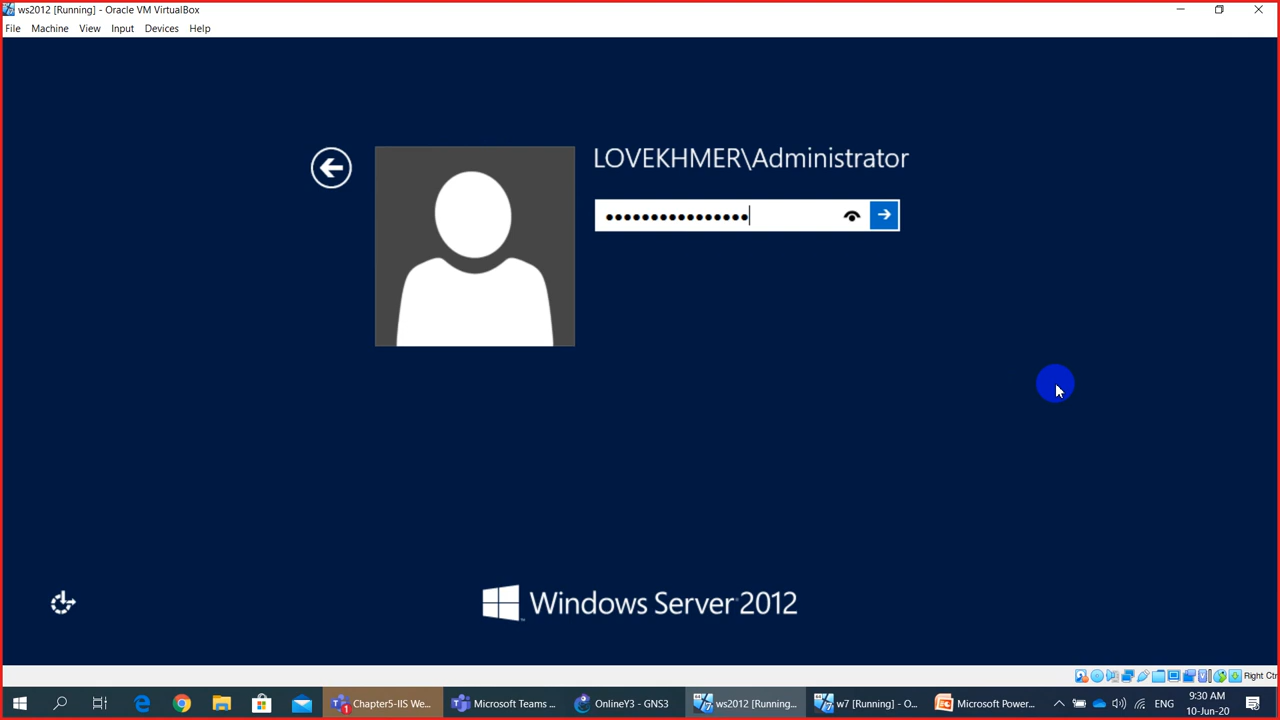 ws2012 [Running] - Oracle VM VirtualBox
File Machine View Input Devices Help
LOVEKHMER\Administrator
••••••••••••••••
Windows Server 2012
Right Ctr
Chapter5-IIS We...
Microsoft Teams ...
OnlineY3 - GNS3
ws2012 [Running...
w7 [Running] - O...
Microsoft Power...
ENG
9:30 AM
10-Jun-20